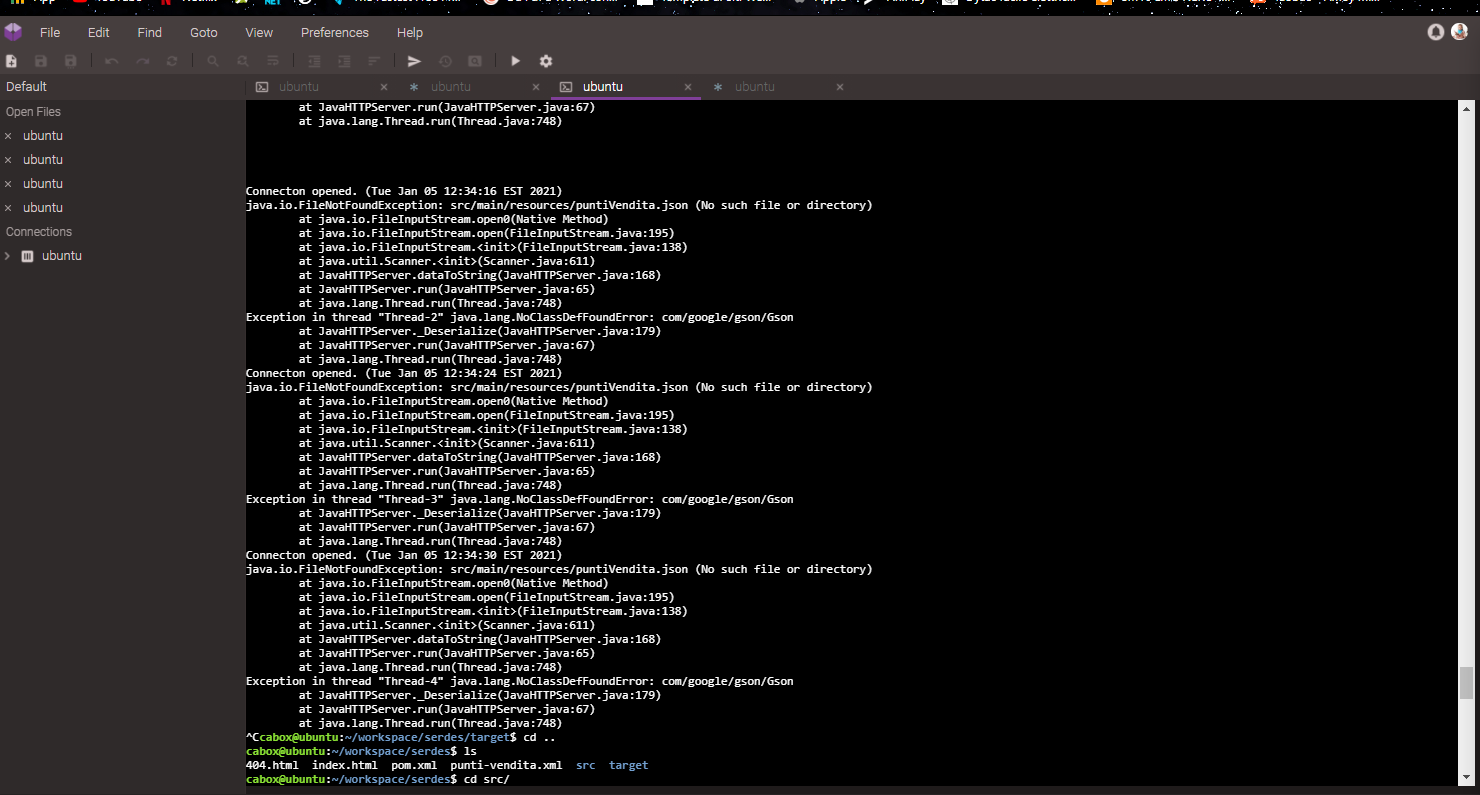 File Edit Find Goto View Preferences Help
Default
ubuntu
ubuntu
ubuntu
ubuntu
Open Files
ubuntu
ubuntu
ubuntu
ubuntu
Connections
ubuntu
at JavaHTTPServer.run(JavaHTTPServer.java:67)
at java.lang.Thread.run(Thread.java:748)
Connecton opened. (Tue Jan 05 12:34:16 EST 2021)
java.io.FileNotFoundException: src/main/resources/puntiVendita.json (No such file or directory)
at java.io.FileInputStream.open0(Native Method)
at java.io.FileInputStream.open(FileInputStream.java:195)
at java.io.FileInputStream.<init>(FileInputStream.java:138)
at java.util.Scanner.<init>(Scanner.java:611)
at JavaHTTPServer.dataToString(JavaHTTPServer.java:168)
at JavaHTTPServer.run(JavaHTTPServer.java:65)
at java.lang.Thread.run(Thread.java:748)
Exception in thread "Thread-2" java.lang.NoClassDefFoundError: com/google/gson/Gson
at JavaHTTPServer._Deserialize(JavaHTTPServer.java:179)
at JavaHTTPServer.run(JavaHTTPServer.java:67)
at java.lang.Thread.run(Thread.java:748)
Connecton opened. (Tue Jan 05 12:34:24 EST 2021)
java.io.FileNotFoundException: src/main/resources/puntiVendita.json (No such file or directory)
at java.io.FileInputStream.open0(Native Method)
at java.io.FileInputStream.open(FileInputStream.java:195)
at java.io.FileInputStream.<init>(FileInputStream.java:138)
at java.util.Scanner.<init>(Scanner.java:611)
at JavaHTTPServer.dataToString(JavaHTTPServer.java:168)
at JavaHTTPServer.run(JavaHTTPServer.java:65)
at java.lang.Thread.run(Thread.java:748)
Exception in thread "Thread-3" java.lang.NoClassDefFoundError: com/google/gson/Gson
at JavaHTTPServer._Deserialize(JavaHTTPServer.java:179)
at JavaHTTPServer.run(JavaHTTPServer.java:67)
at java.lang.Thread.run(Thread.java:748)
Connecton opened. (Tue Jan 05 12:34:30 EST 2021)
java.io.FileNotFoundException: src/main/resources/puntiVendita.json (No such file or directory)
at java.io.FileInputStream.open0(Native Method)
at java.io.FileInputStream.open(FileInputStream.java:195)
at java.io.FileInputStream.<init>(FileInputStream.java:138)
at java.util.Scanner.<init>(Scanner.java:611)
at JavaHTTPServer.dataToString(JavaHTTPServer.java:168)
at JavaHTTPServer.run(JavaHTTPServer.java:65)
at java.lang.Thread.run(Thread.java:748)
Exception in thread "Thread-4" java.lang.NoClassDefFoundError: com/google/gson/Gson
at JavaHTTPServer._Deserialize(JavaHTTPServer.java:179)
at JavaHTTPServer.run(JavaHTTPServer.java:67)
at java.lang.Thread.run(Thread.java:748)
^Ccabox@ubuntu:~/workspace/serdes/target$ cd ..
cabox@ubuntu:~/workspace/serdes$ ls
404.html index.html pom.xml punti-vendita.xml src target
cabox@ubuntu:~/workspace/serdes$ cd src/